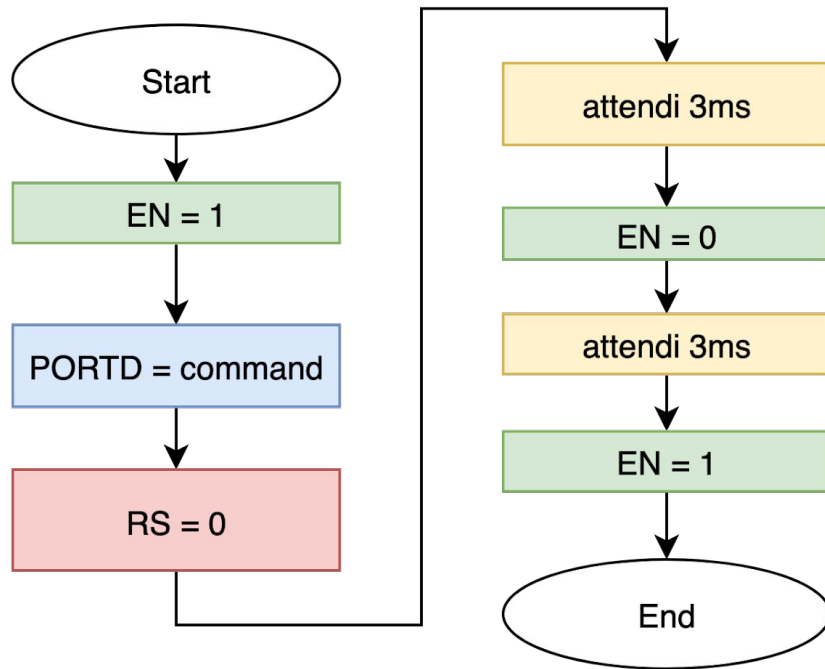 Start
EN = 1
PORTD = command
RS = 0
attendi 3ms
EN = 0
attendi 3ms
EN = 1
End